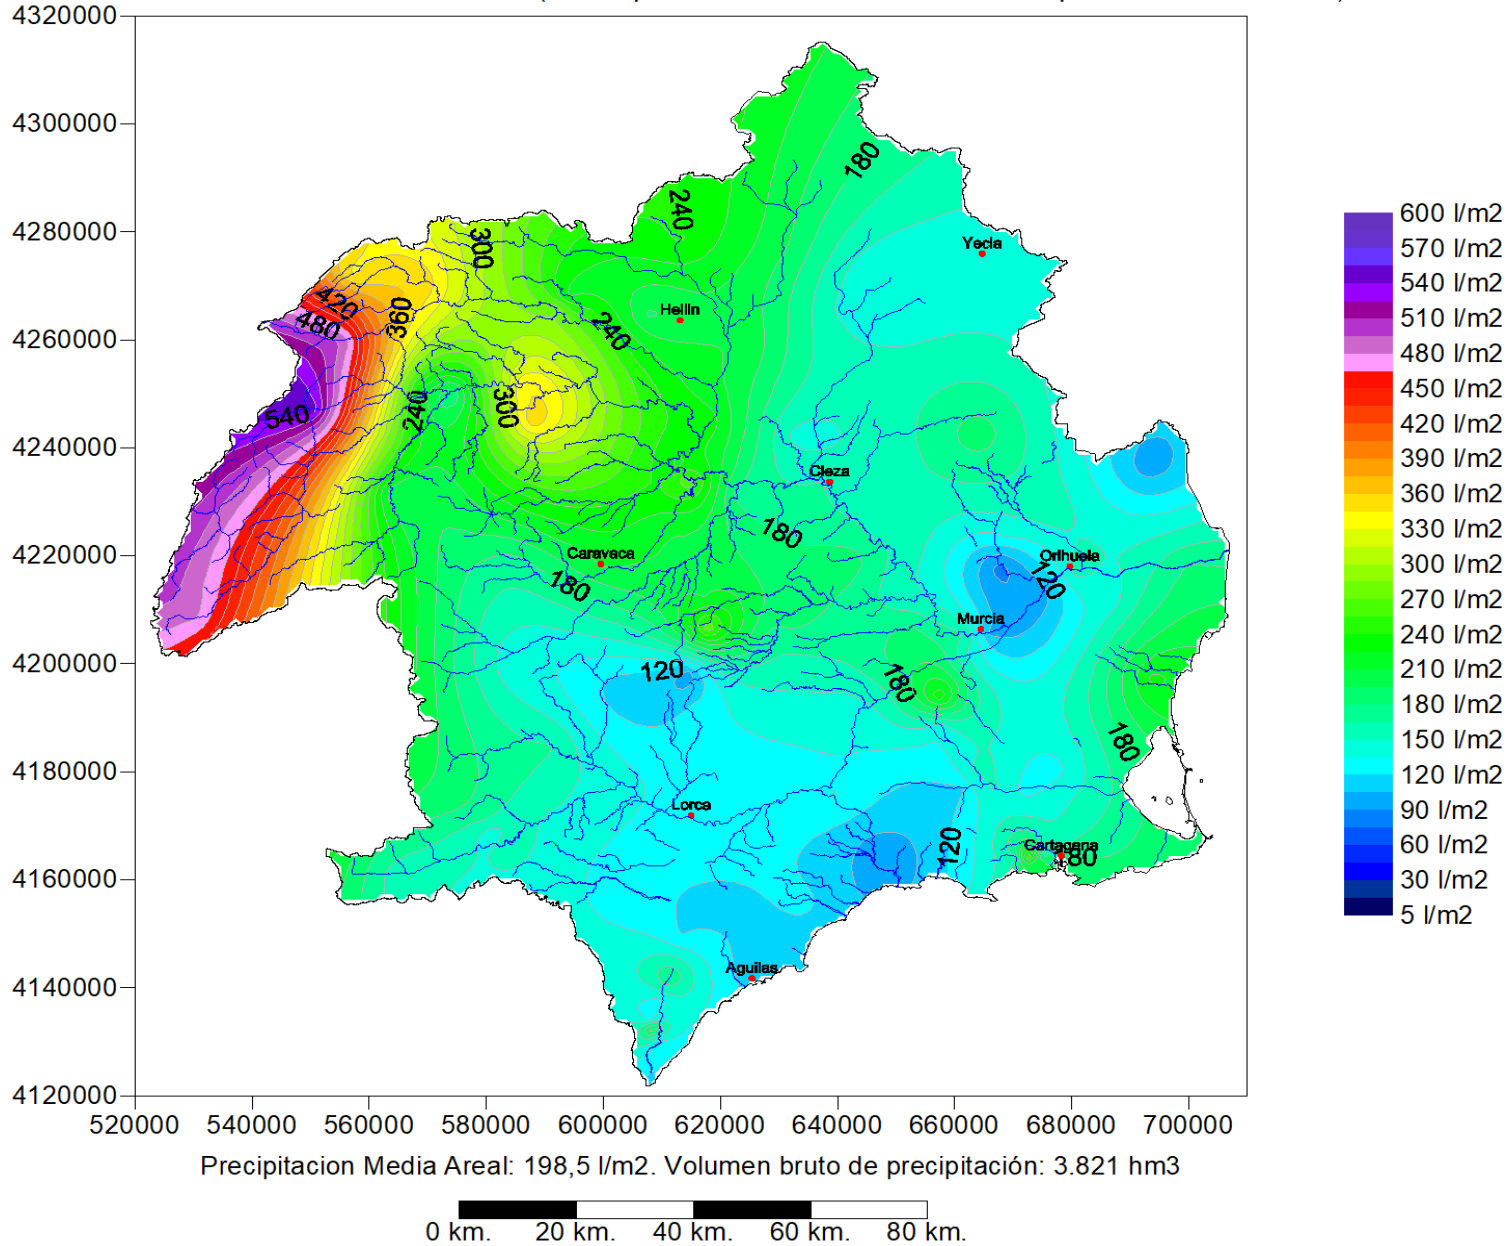 4320000
4300000
4280000
4260000
4240000
4220000
4200000
4180000
4160000
4140000
4120000
520000 540000 560000 580000 600000 620000 640000 660000 680000 700000
180
240
300
Yecla
420
480
360
Hellin
240
540
240
300
Cieza
180
Caravaca
180
Orihuela
120
Murcia
120
180
180
Lorca
120
Cartagena
180
Aguilas
600 l/m2
570 l/m2
540 l/m2
510 l/m2
480 l/m2
450 l/m2
420 l/m2
390 l/m2
360 l/m2
330 l/m2
300 l/m2
270 l/m2
240 l/m2
210 l/m2
180 l/m2
150 l/m2
120 l/m2
90 l/m2
60 l/m2
30 l/m2
5 l/m2
Precipitacion Media Areal: 198,5 l/m2. Volumen bruto de precipitación: 3.821 hm3
0 km. 20 km. 40 km. 60 km. 80 km.